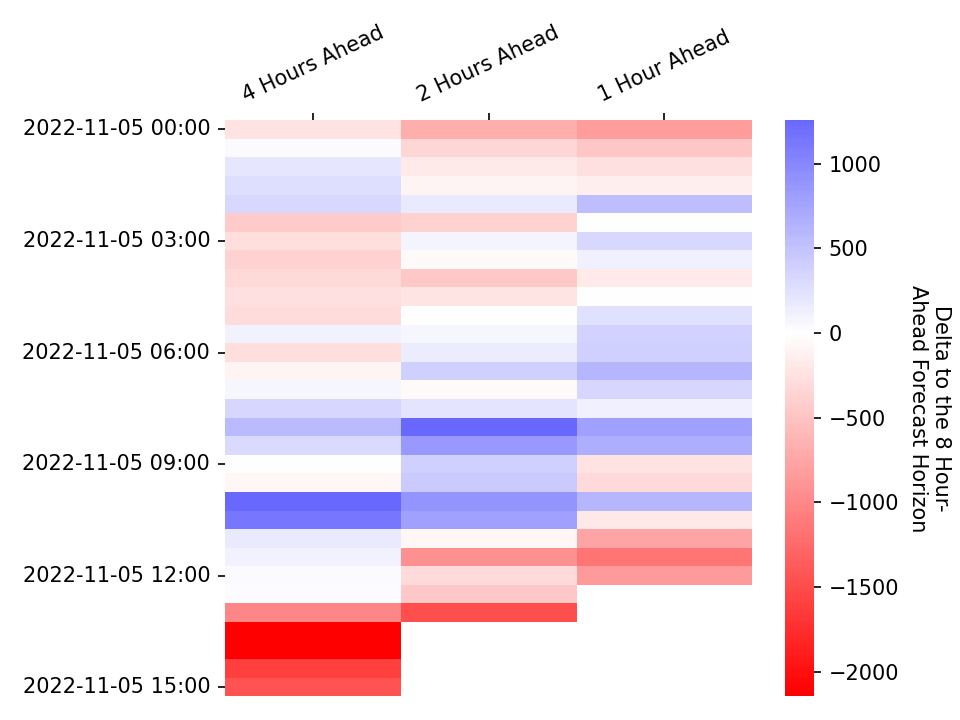 4 Hours Ahead
2 Hours Ahead
1 Hour Ahead
2022-11-05 00:00
2022-11-05 03:00
2022-11-05 06:00
2022-11-05 09:00
2022-11-05 12:00
2022-11-05 15:00
1000
500
0
−500
−1000
−1500
−2000
Delta to the 8 Hour-
Ahead Forecast Horizon